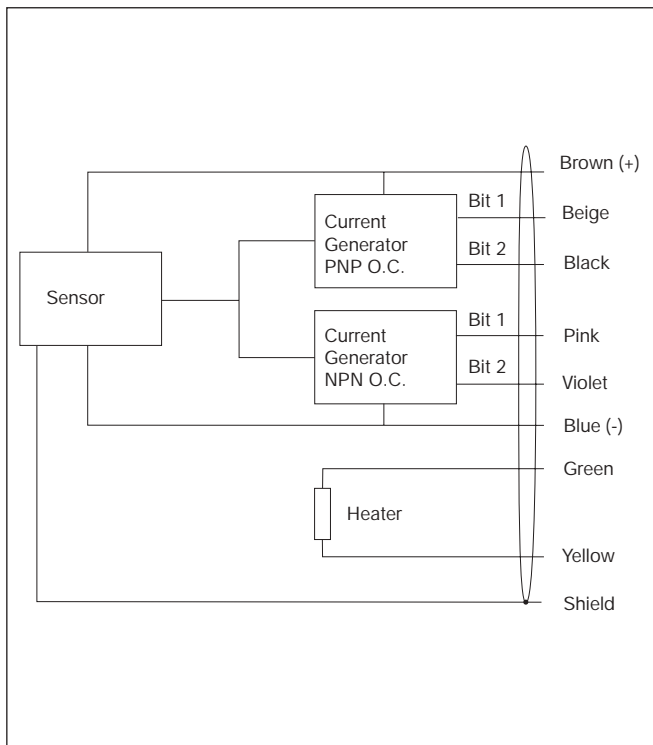 Brown (+)
Bit 1
Beige
Current
Generator
PNP O.C.
Bit 2
Black
Sensor
Bit 1
Pink
Current
Generator
NPN O.C.
Bit 2
Violet
Blue (-)
Green
Heater
Yellow
Shield